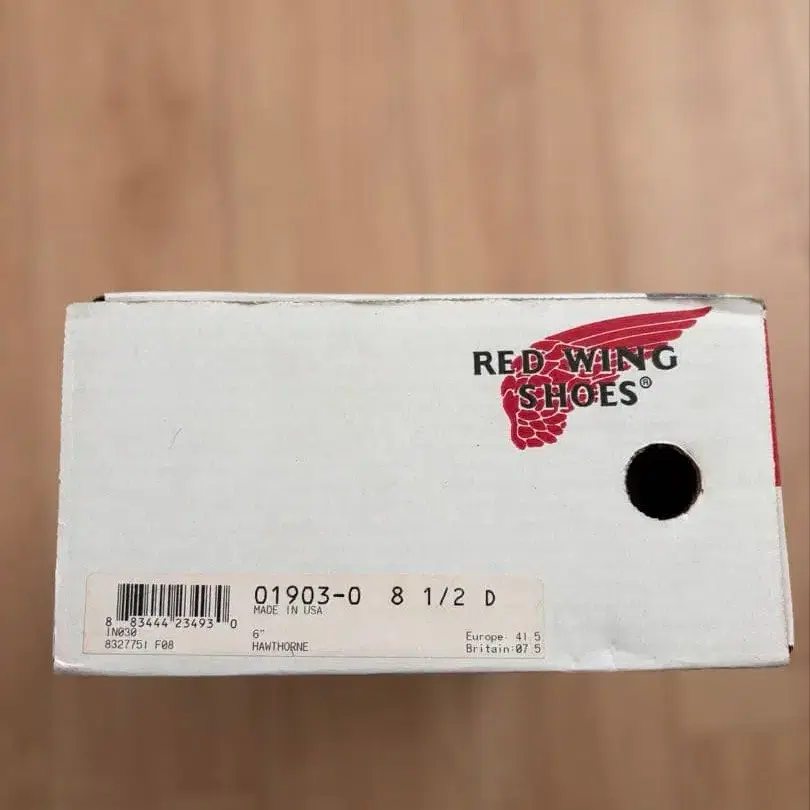 RED WING
SHOES®
01903-0 8 1/2 D
MADE IN USA
8 83444 23493 0
IN030
8327751 F08
6"
HAWTHORNE
Europe: 41.5
Britain:07.5